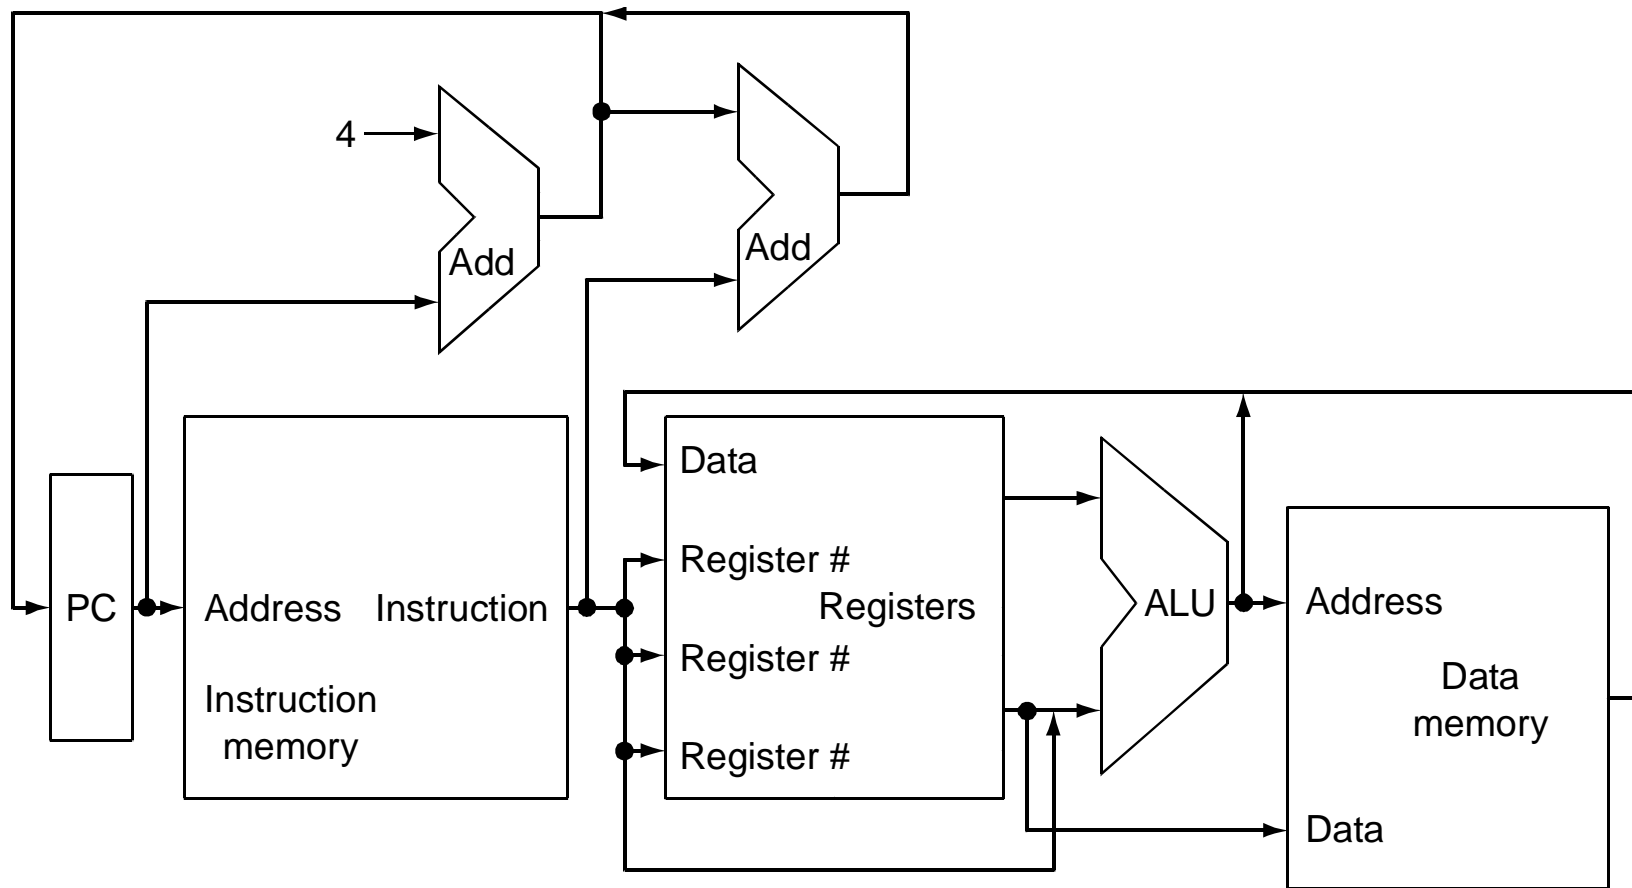 4
Add
Add
Data
Register #
PC
Address
Instruction
Registers
ALU
Address
Register #
Instruction
memory
Data
memory
Register #
Data